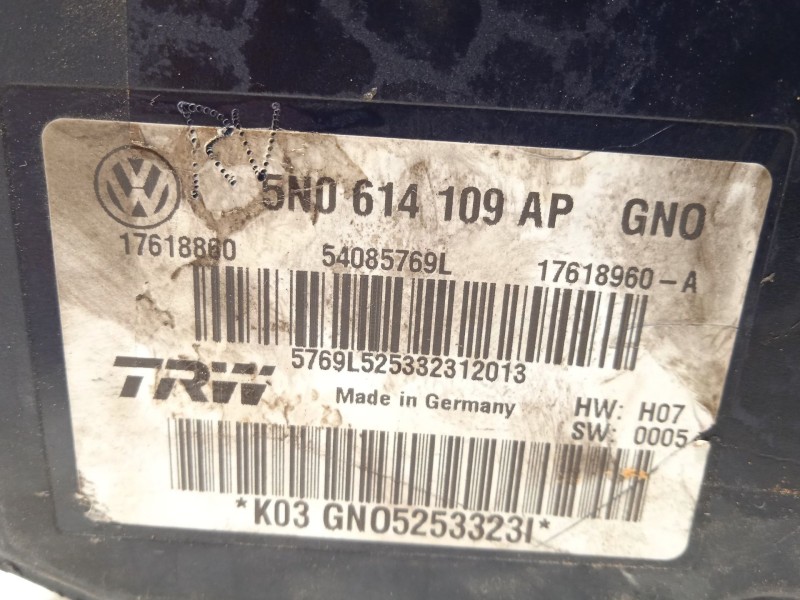 5N0 614 109 AP GNO
17618860 54085769L 17618960-A
5769L525332312013
TRW Made in Germany HW: H07
SW: 0005
*K03 GNO5253323I*